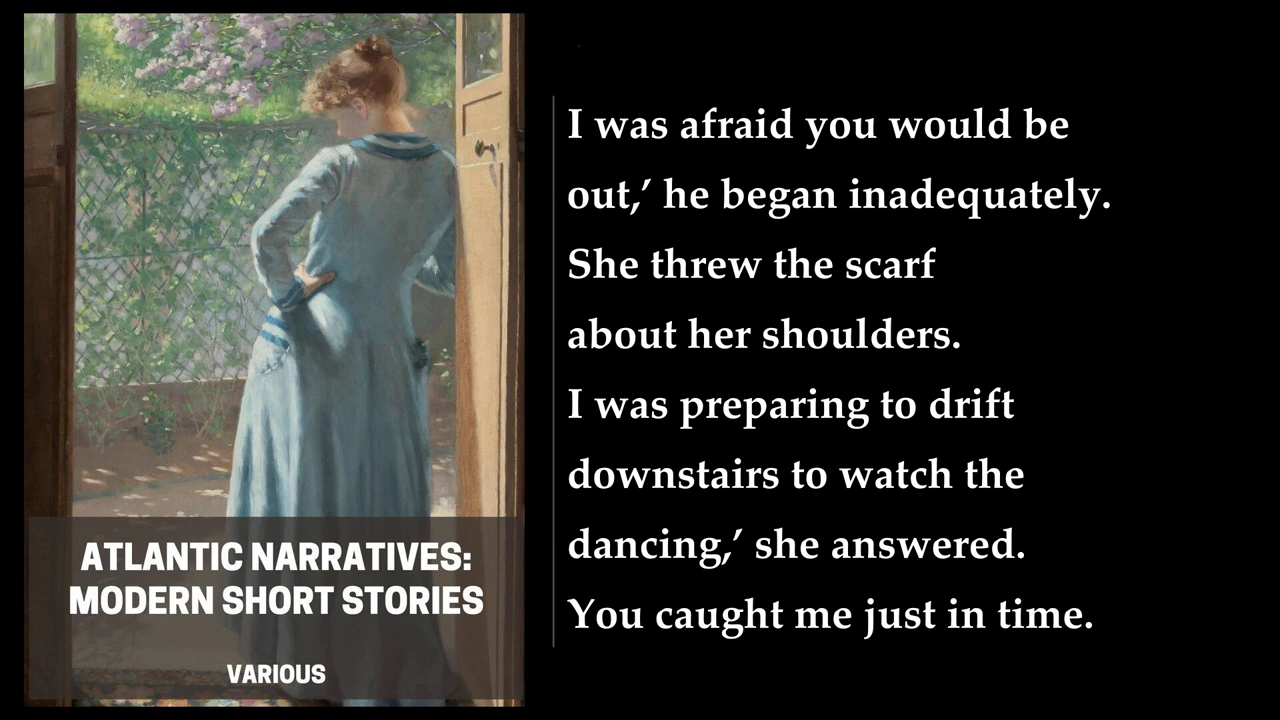 ATLANTIC NARRATIVES:
MODERN SHORT STORIES
VARIOUS
I was afraid you would be
out,’ he began inadequately.
She threw the scarf
about her shoulders.
I was preparing to drift
downstairs to watch the
dancing,’ she answered.
You caught me just in time.